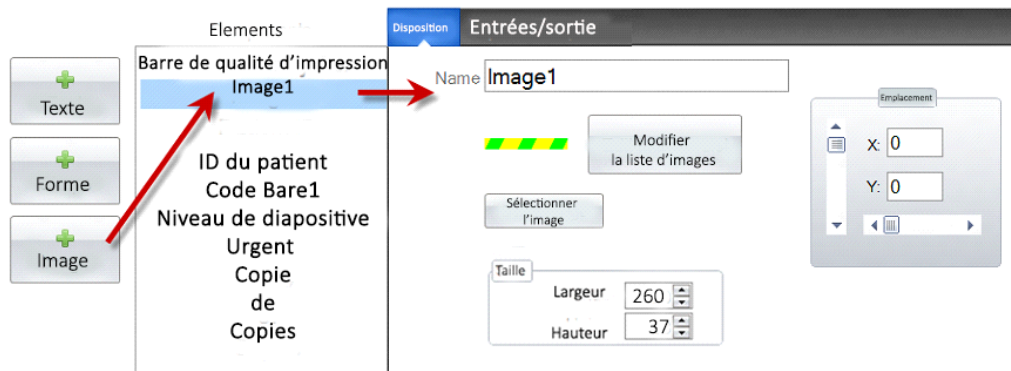 Texte
Forme
Image
Elements
Barre de qualité d'impression
Image1
ID du patient
Code Bare1
Niveau de diapositive
Urgent
Copie
de
Copies
Disposition Entrées/sortie
Name Image1
Modifier
la liste d'images
Sélectionner
l'image
Taille
Largeur 260
Hauteur 37
Emplacement
X: 0
Y: 0